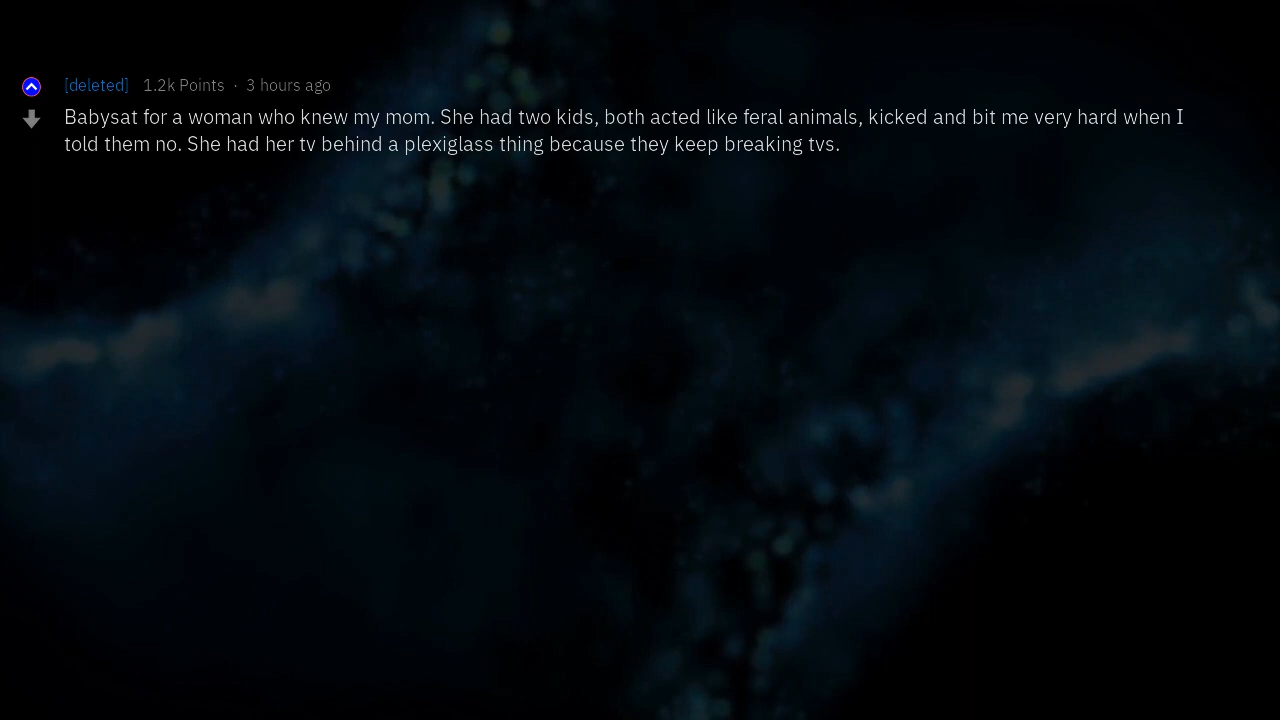 [deleted] 1.2k Points · 3 hours ago
Babysat for a woman who knew my mom. She had two kids, both acted like feral animals, kicked and bit me very hard when I
told them no. She had her tv behind a plexiglass thing because they keep breaking tvs.